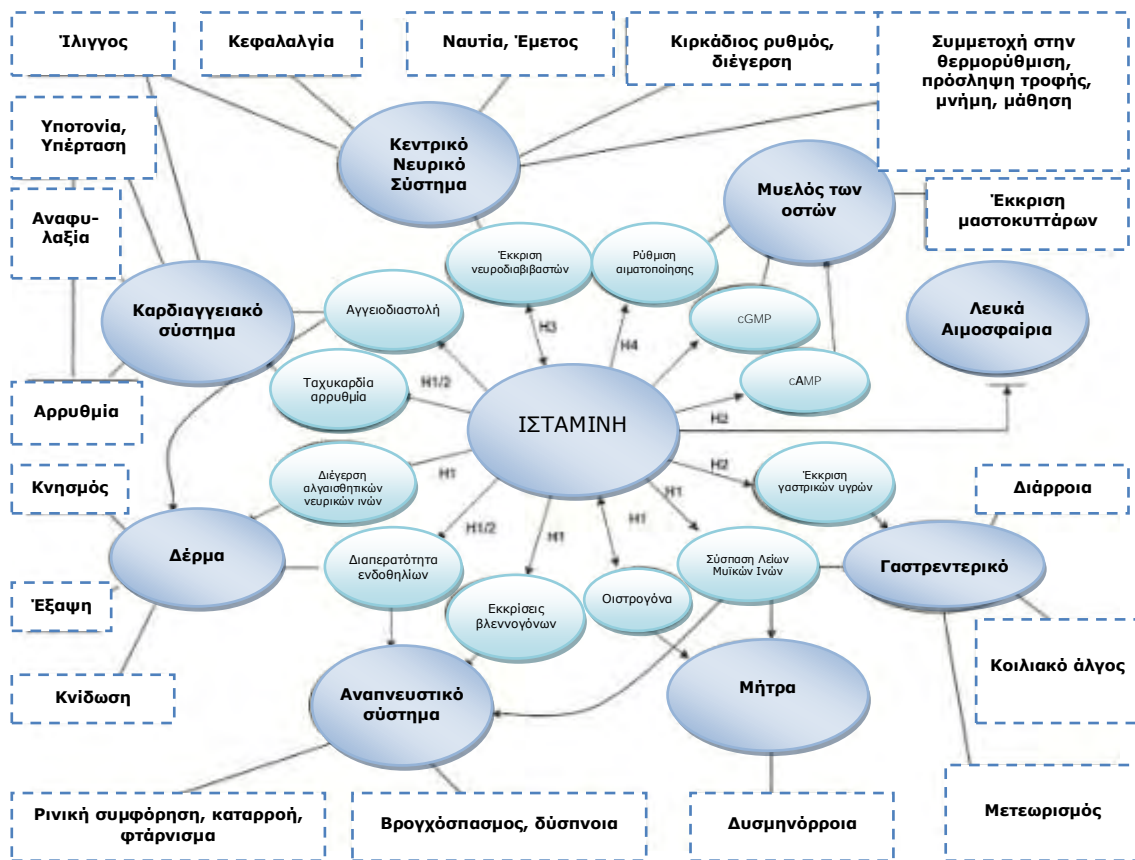 Ίλιγγος
Κεφαλαλγία
Ναυτία, Έμετος
Κιρκάδιος ρυθμός,
διέγερση
Συμμετοχή στην
θερμορύθμιση,
πρόσληψη τροφής,
μνήμη, μάθηση
Υποτονία,
Υπέρταση
Κεντρικό
Νευρικό
Σύστημα
Μυελός των
οστών
Έκκριση
μαστοκυττάρων
Αναφυ-
λαξία
Έκκριση
νευροδιαβιβαστών
Ρύθμιση
αιματοποίησης
Καρδιαγγειακό
σύστημα
Αγγειοδιαστολή
cGMP
Λευκά
Αιμοσφαίρια
H3
H4
Ταχυκαρδία
αρρυθμία
H1/2
cAMP
H2
Αρρυθμία
ΙΣΤΑΜΙΝΗ
Κνησμός
Διέγερση
αλγαισθητικών
νευρικών ινών
H1
H2
Έκκριση
γαστρικών υγρών
Διάρροια
H1
H1/2
H1
H1
Δέρμα
Διαπερατότητα
ενδοθηλίων
Σύσπαση Λείων
Μυϊκών Ινών
Γαστρεντερικό
Έξαψη
Εκκρίσεις
βλεννογόνων
Οιστρογόνα
Κνίδωση
Αναπνευστικό
σύστημα
Μήτρα
Κοιλιακό άλγος
Ρινική συμφόρηση, καταρροή,
φτάρνισμα
Βρογχόσπασμος, δύσπνοια
Δυσμηνόρροια
Μετεωρισμός